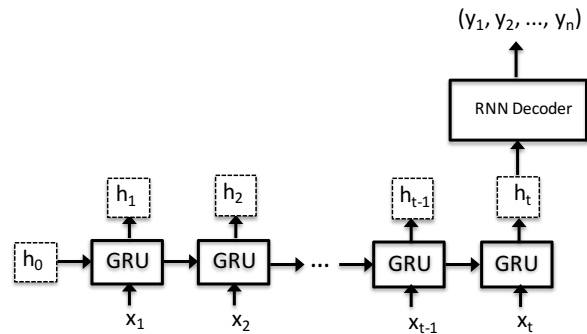 (y₁, y₂, ..., yₙ)
RNN Decoder
h₁ h₂ hₜ₋₁ hₜ
h₀ GRU GRU ... GRU GRU
x₁ x₂ xₜ₋₁ xₜ